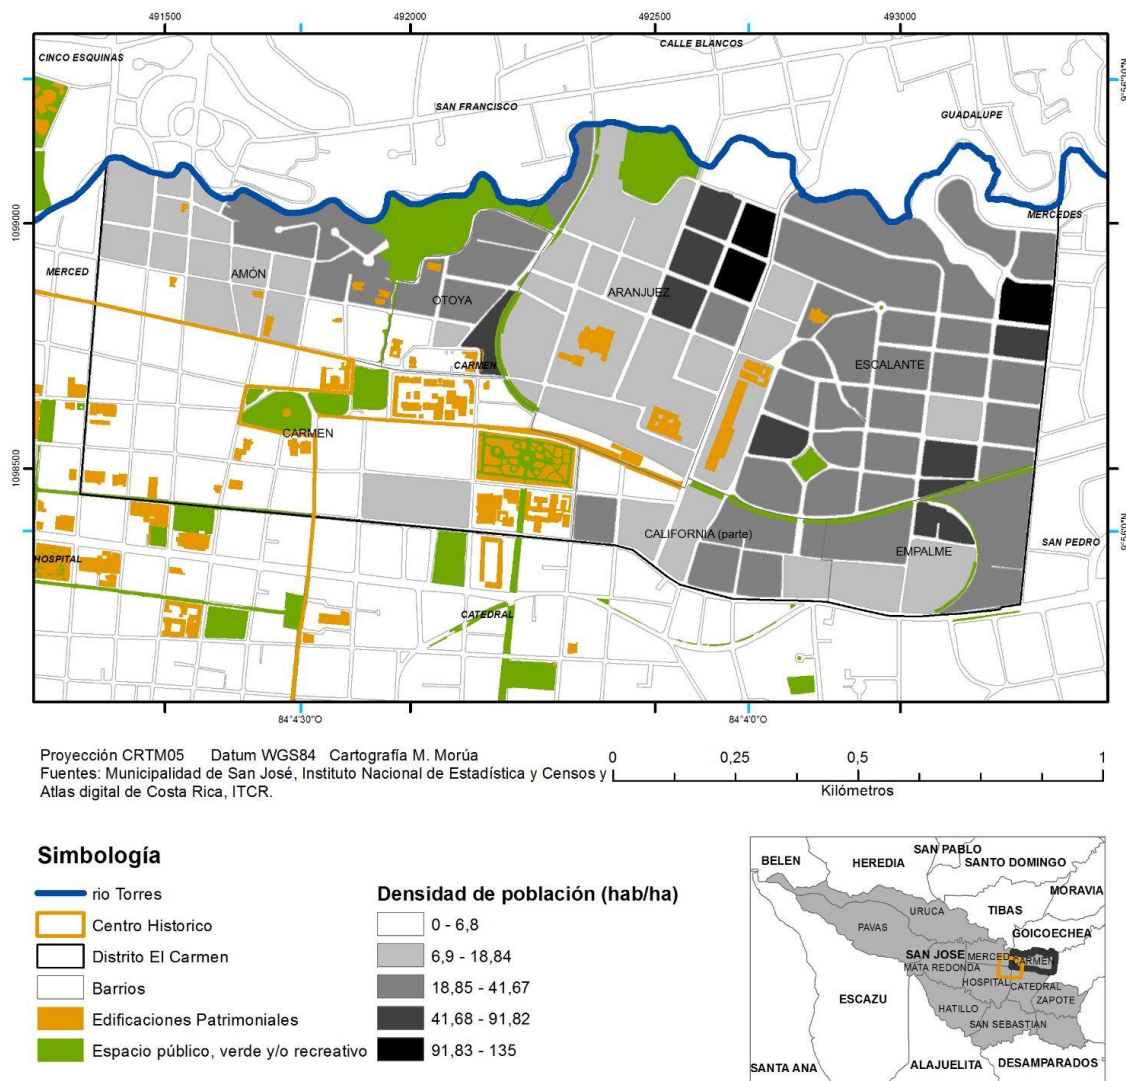 491500 492000 492500 493000
CINCO ESQUINAS
CALLE BLANCOS
SAN FRANCISCO
GUADALUPE
9°56'30"N
1099000
MERCEDES
MERCED
AMÓN
OTOYA
ARANJUEZ
CARMEN
ESCALANTE
CARMEN
1098500
CALIFORNIA (parte)
EMPALME
9°56'0"N
SAN PEDRO
HOSPITAL
CATEDRAL
84°4'30"O 84°4'0"O
Proyección CRTM05 Datum WGS84 Cartografía M. Morúa
Fuentes: Municipalidad de San José, Instituto Nacional de Estadística y Censos y
Atlas digital de Costa Rica, ITCR.
0 0,25 0,5 1
Kilómetros
Simbología
rio Torres
Centro Historico
Distrito El Carmen
Barrios
Edificaciones Patrimoniales
Espacio público, verde y/o recreativo
Densidad de población (hab/ha)
0 - 6,8
6,9 - 18,84
18,85 - 41,67
41,68 - 91,82
91,83 - 135
BELEN
HEREDIA
SAN PABLO
SANTO DOMINGO
MORAVIA
TIBAS
URUCA
PAVAS
GOICOECHEA
SAN JOSE
MERCED
CARMEN
MATA REDONDA
HOSPITAL
CATEDRAL
ESCAZU
ZAPOTE
HATILLO
SAN SEBASTIAN
SANTA ANA
ALAJUELITA
DESAMPARADOS